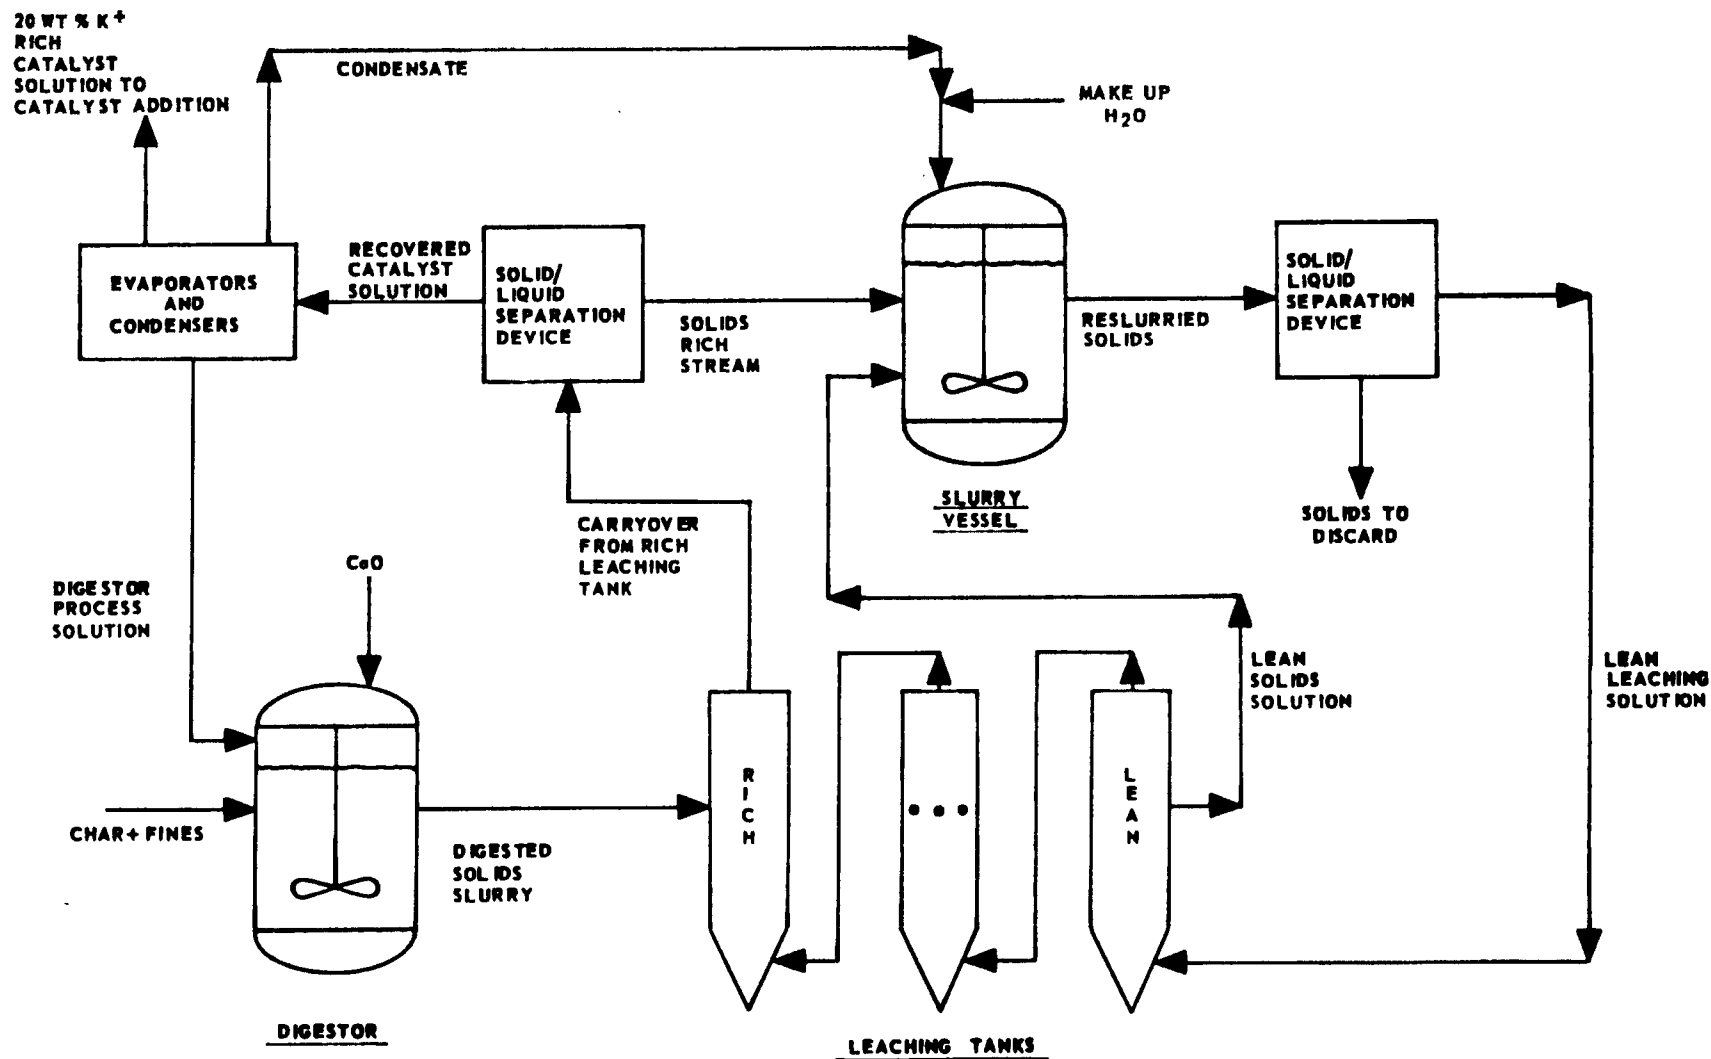 20 WT % K+
RICH
CATALYST
SOLUTION TO
CATALYST ADDITION
CONDENSATE
MAKE UP
H2O
EVAPORATORS
AND
CONDENSERS
RECOVERED
CATALYST
SOLUTION
SOLID/
LIQUID
SEPARATION
DEVICE
SOLIDS
RICH
STREAM
RESLURRIED
SOLIDS
SOLID/
LIQUID
SEPARATION
DEVICE
SLURRY
VESSEL
SOLIDS TO
DISCARD
CARRYOVER
FROM RICH
LEACHING
TANK
CaO
DIGESTOR
PROCESS
SOLUTION
LEAN
SOLIDS
SOLUTION
LEAN
LEACHING
SOLUTION
CHAR+ FINES
DIGESTED
SOLIDS
SLURRY
RICH
• • •
LEAN
DIGESTOR
LEACHING TANKS